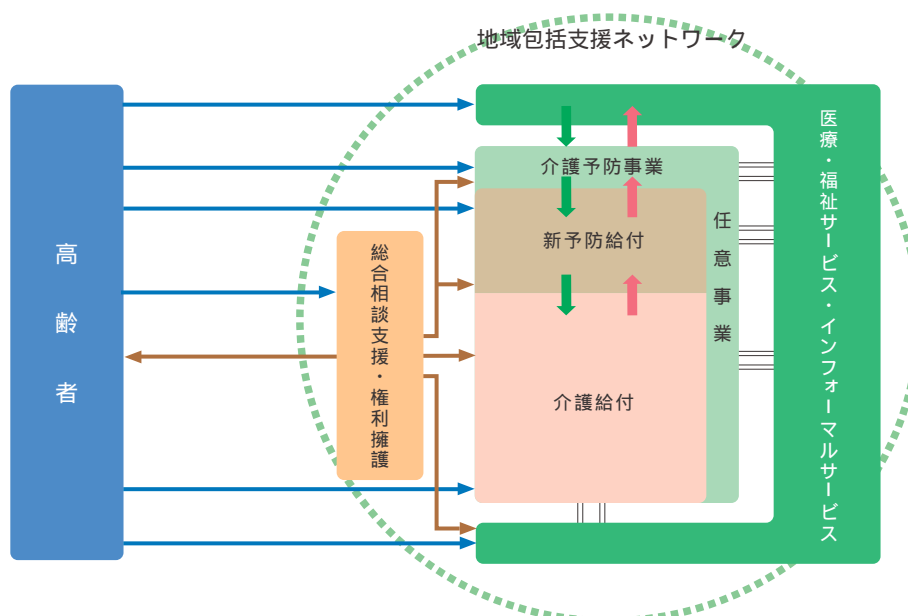 地域包括支援ネットワーク
高齢者
総合相談支援・権利擁護
介護予防事業
新予防給付
介護給付
任意事業
医療・福祉サービス・インフォーマルサービス